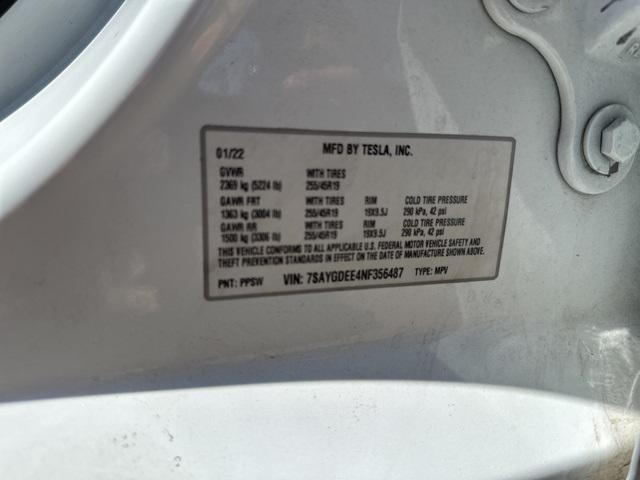 01/22 MFD BY TESLA, INC.
GVWR WITH TIRES
2369 kg (5224 lb) 255/45R19
GAWR FRT WITH TIRES RIM COLD TIRE PRESSURE
1363 kg (3004 lb) 255/45R19 19X9.5J 290 kPa, 42 psi
GAWR RR WITH TIRES RIM COLD TIRE PRESSURE
1500 kg (3306 lb) 255/45R19 19X9.5J 290 kPa, 42 psi
THIS VEHICLE CONFORMS TO ALL APPLICABLE U.S. FEDERAL MOTOR VEHICLE SAFETY AND
THEFT PREVENTION STANDARDS IN EFFECT ON THE DATE OF MANUFACTURE SHOWN ABOVE.
PNT: PPSW VIN: 7SAYGDEE4NF356487 TYPE: MPV